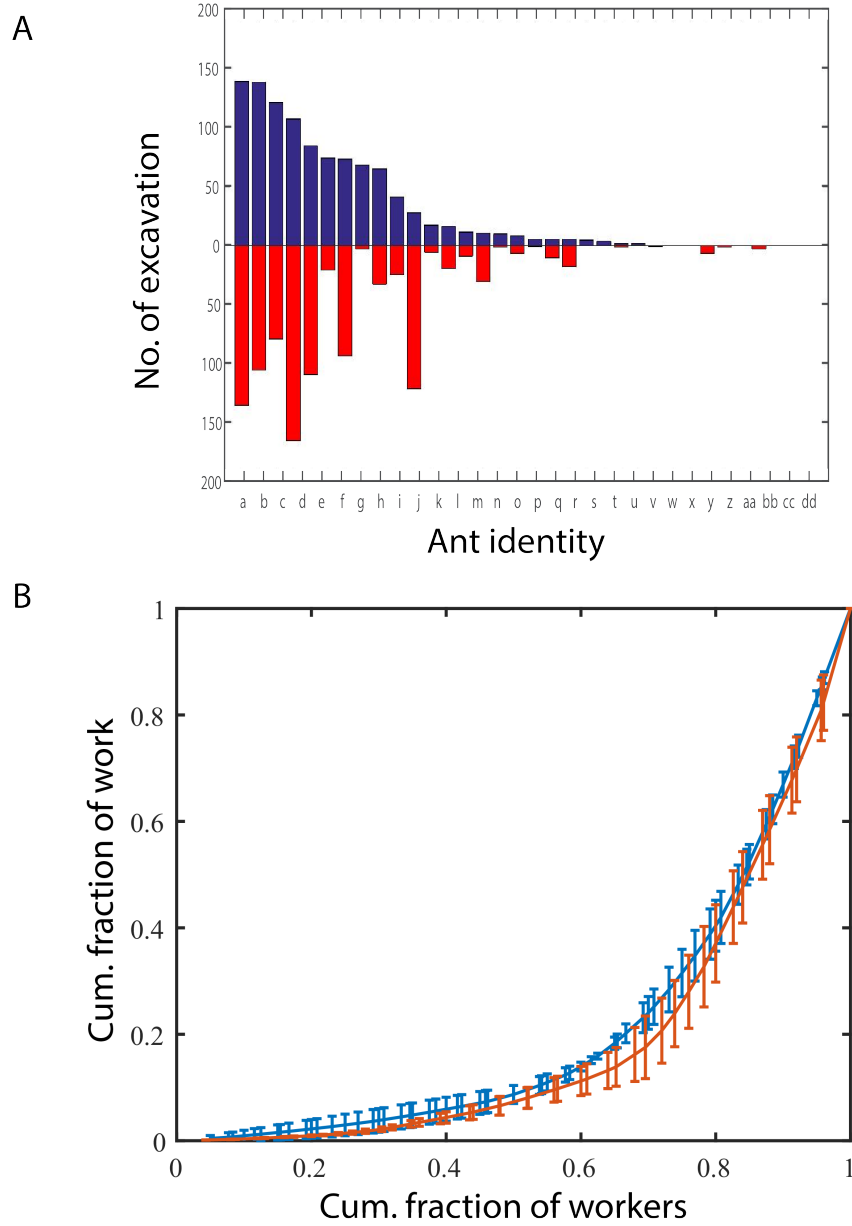 A
200
150
100
50
0
50
100
150
200
No. of excavation
a b c d e f g h i j k l m n o p q r s t u v w x y z aa bb cc dd
Ant identity
B
1
0.8
0.6
0.4
0.2
0
Cum. fraction of work
0 0.2 0.4 0.6 0.8 1
Cum. fraction of workers